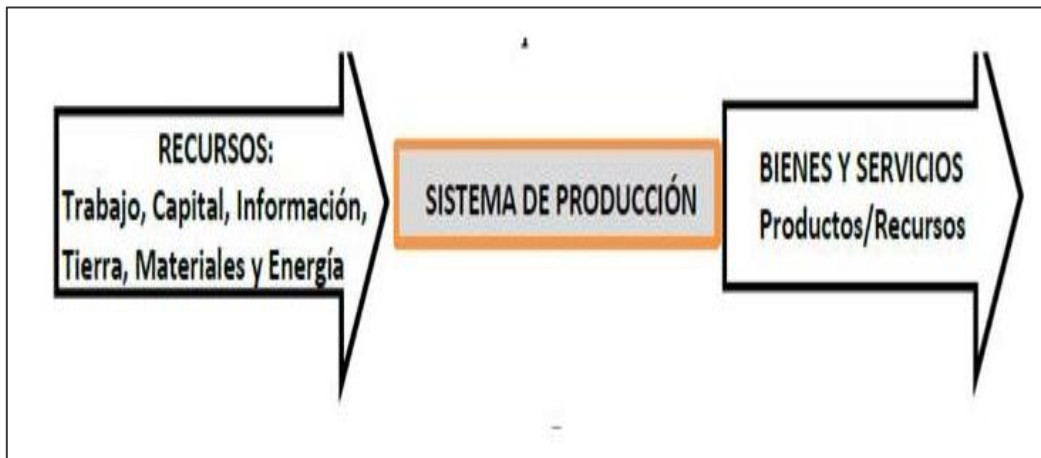 RECURSOS:
Trabajo, Capital, Información,
Tierra, Materiales y Energía
SISTEMA DE PRODUCCIÓN
BIENES Y SERVICIOS
Productos/Recursos